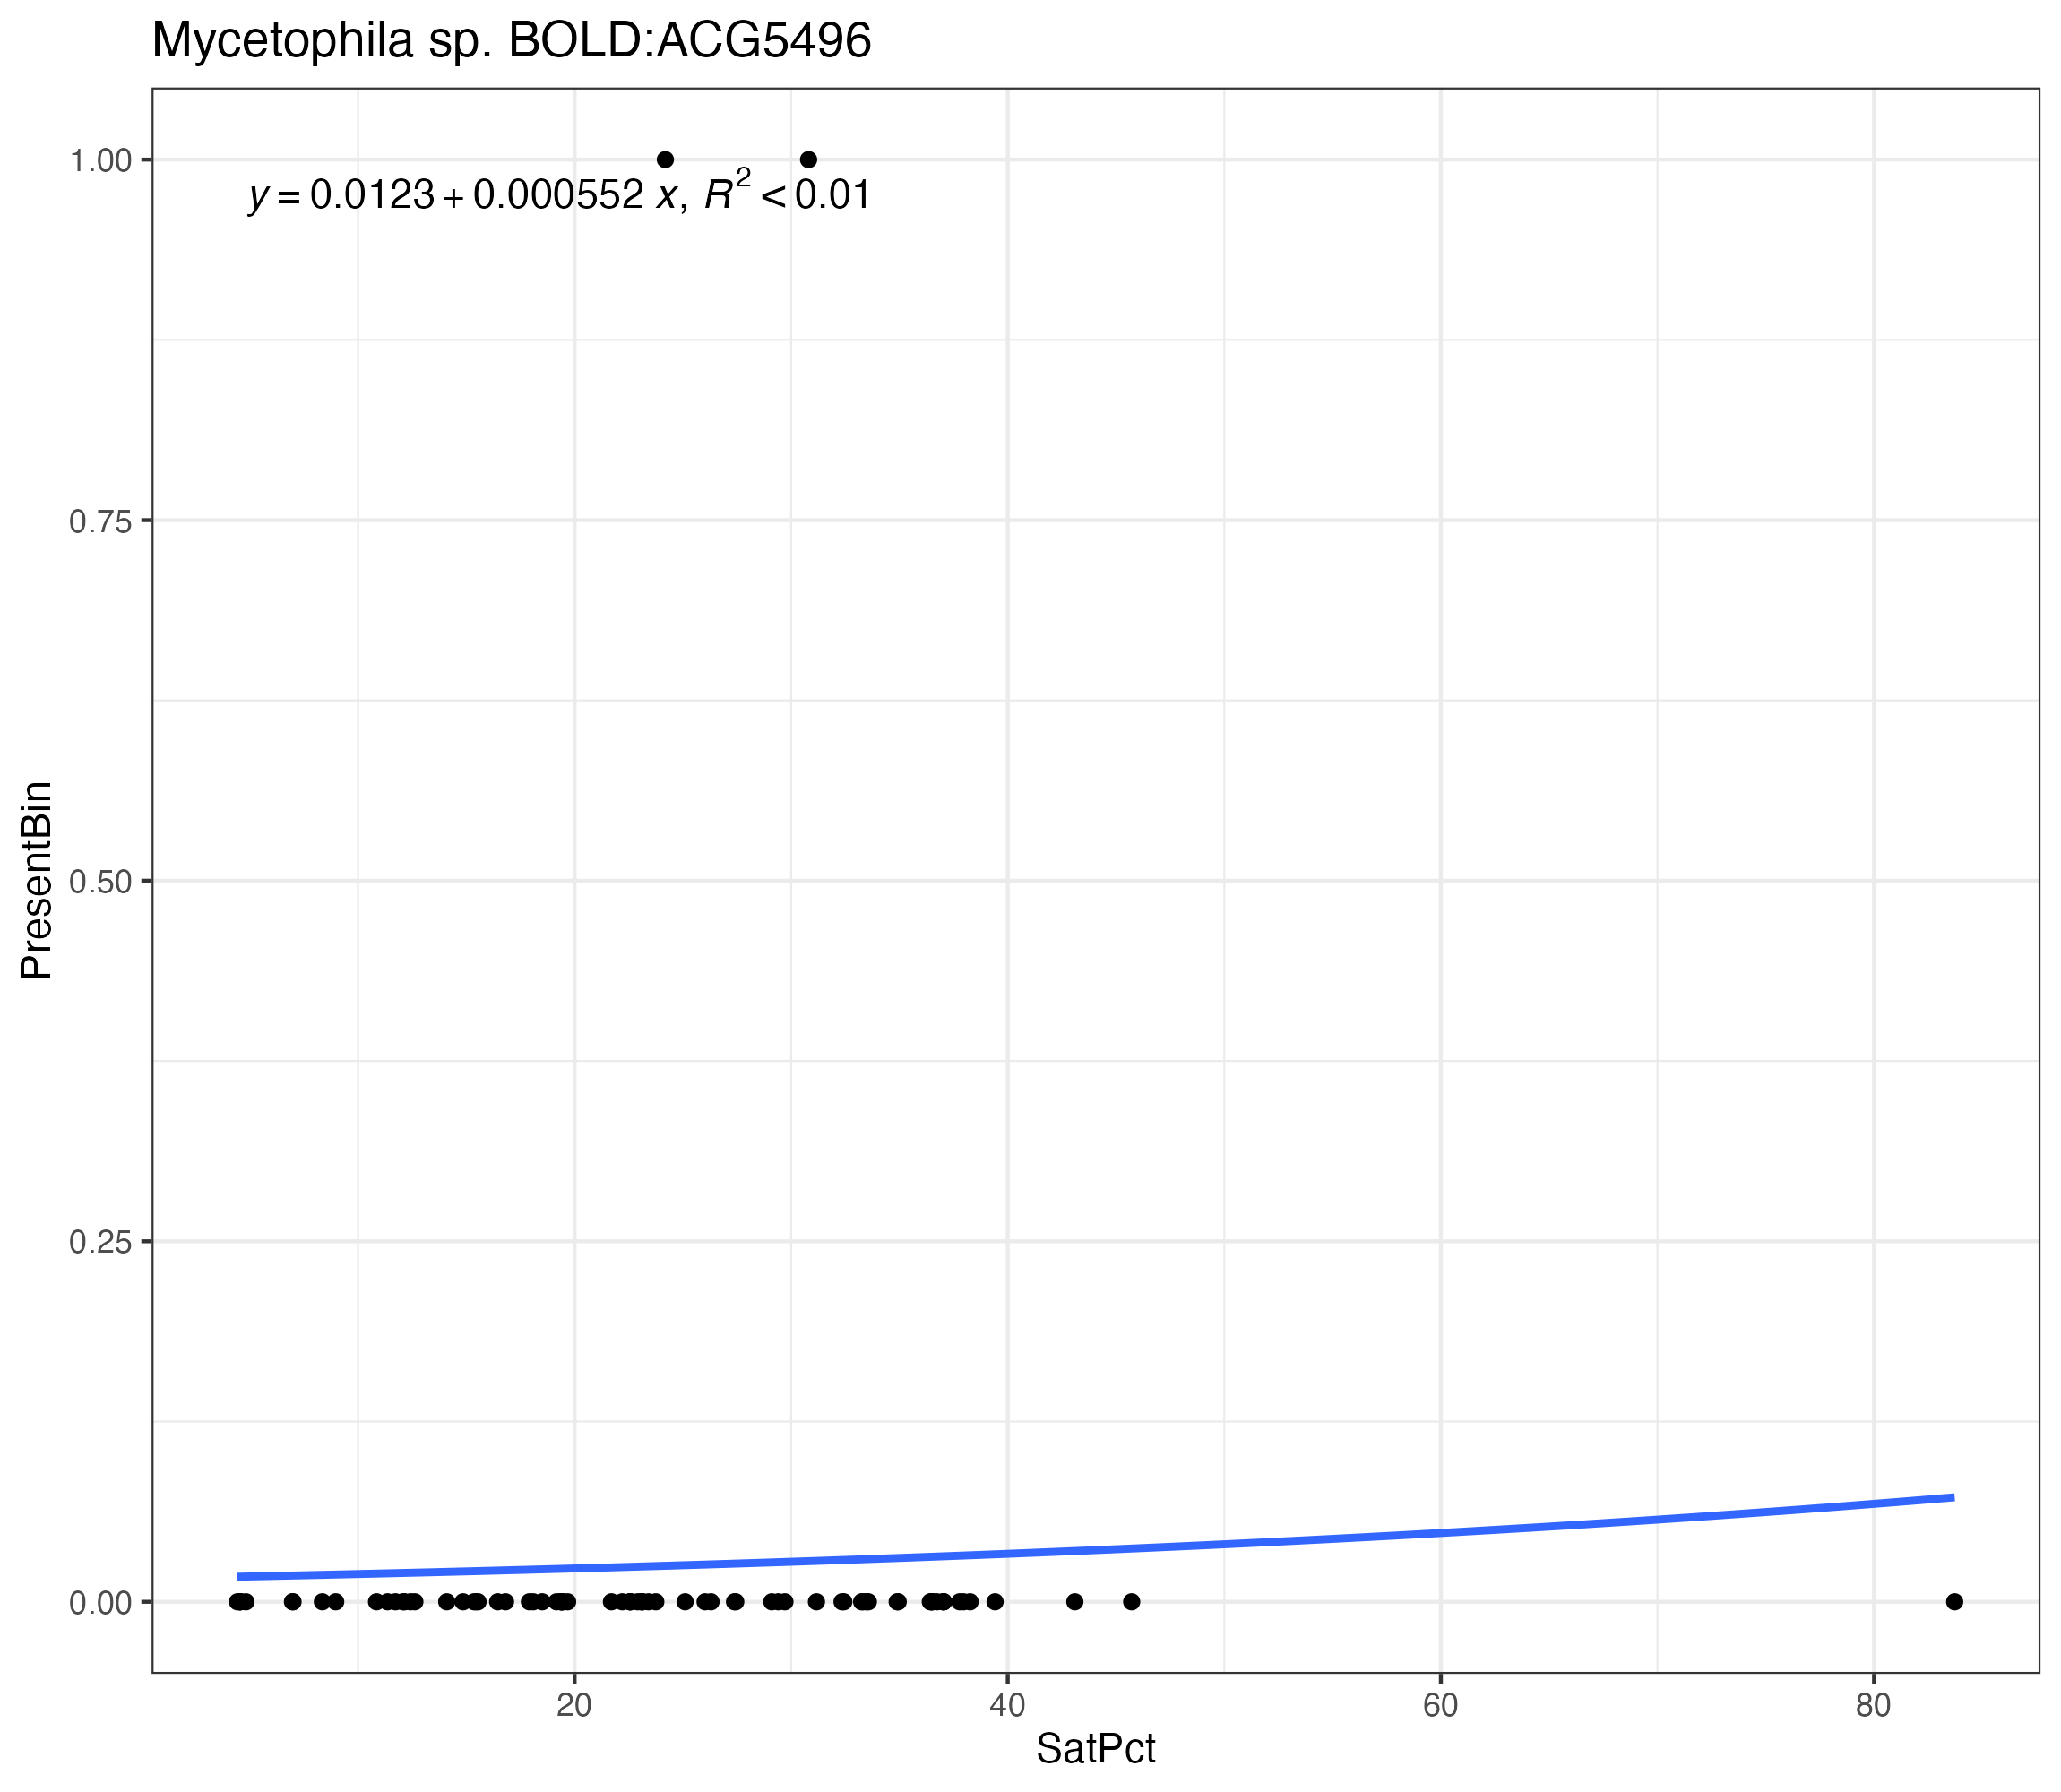 Mycetophila sp. BOLD:ACG5496
1.00
y = 0.0123 + 0.000552 x, R² < 0.01
0.75
0.50
0.25
0.00
PresentBin
20 40 60 80
SatPct